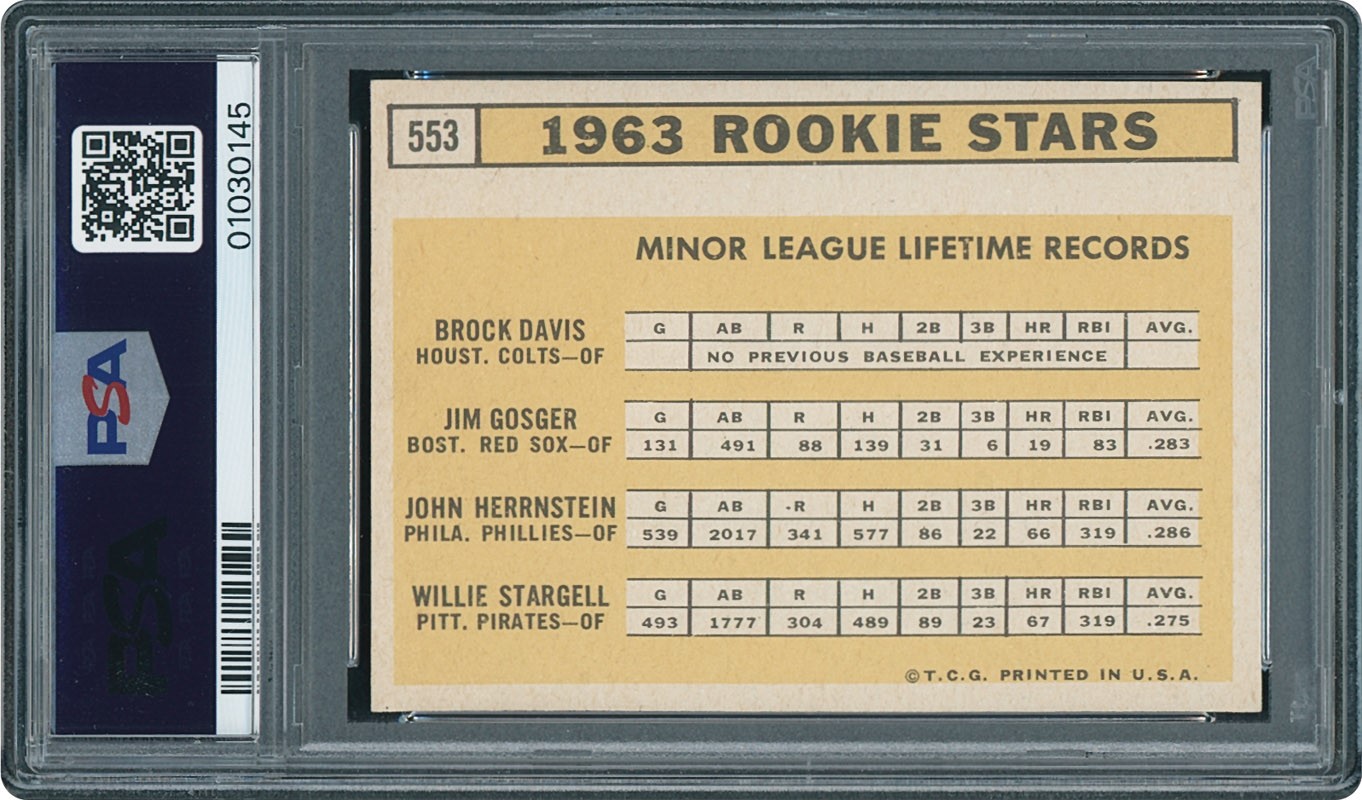 PSA
01030145
553 1963 ROOKIE STARS
MINOR LEAGUE LIFETIME RECORDS
BROCK DAVIS G AB R H 2B 3B HR RBI AVG.
HOUST. COLTS—OF NO PREVIOUS BASEBALL EXPERIENCE
JIM GOSGER G AB R H 2B 3B HR RBI AVG.
BOST. RED SOX—OF 131 491 88 139 31 6 19 83 .283
JOHN HERRNSTEIN G AB R H 2B 3B HR RBI AVG.
PHILA. PHILLIES—OF 539 2017 341 577 86 22 66 319 .286
WILLIE STARGELL G AB R H 2B 3B HR RBI AVG.
PITT. PIRATES—OF 493 1777 304 489 89 23 67 319 .275
©T.C.G. PRINTED IN U.S.A.
PSA
PSA